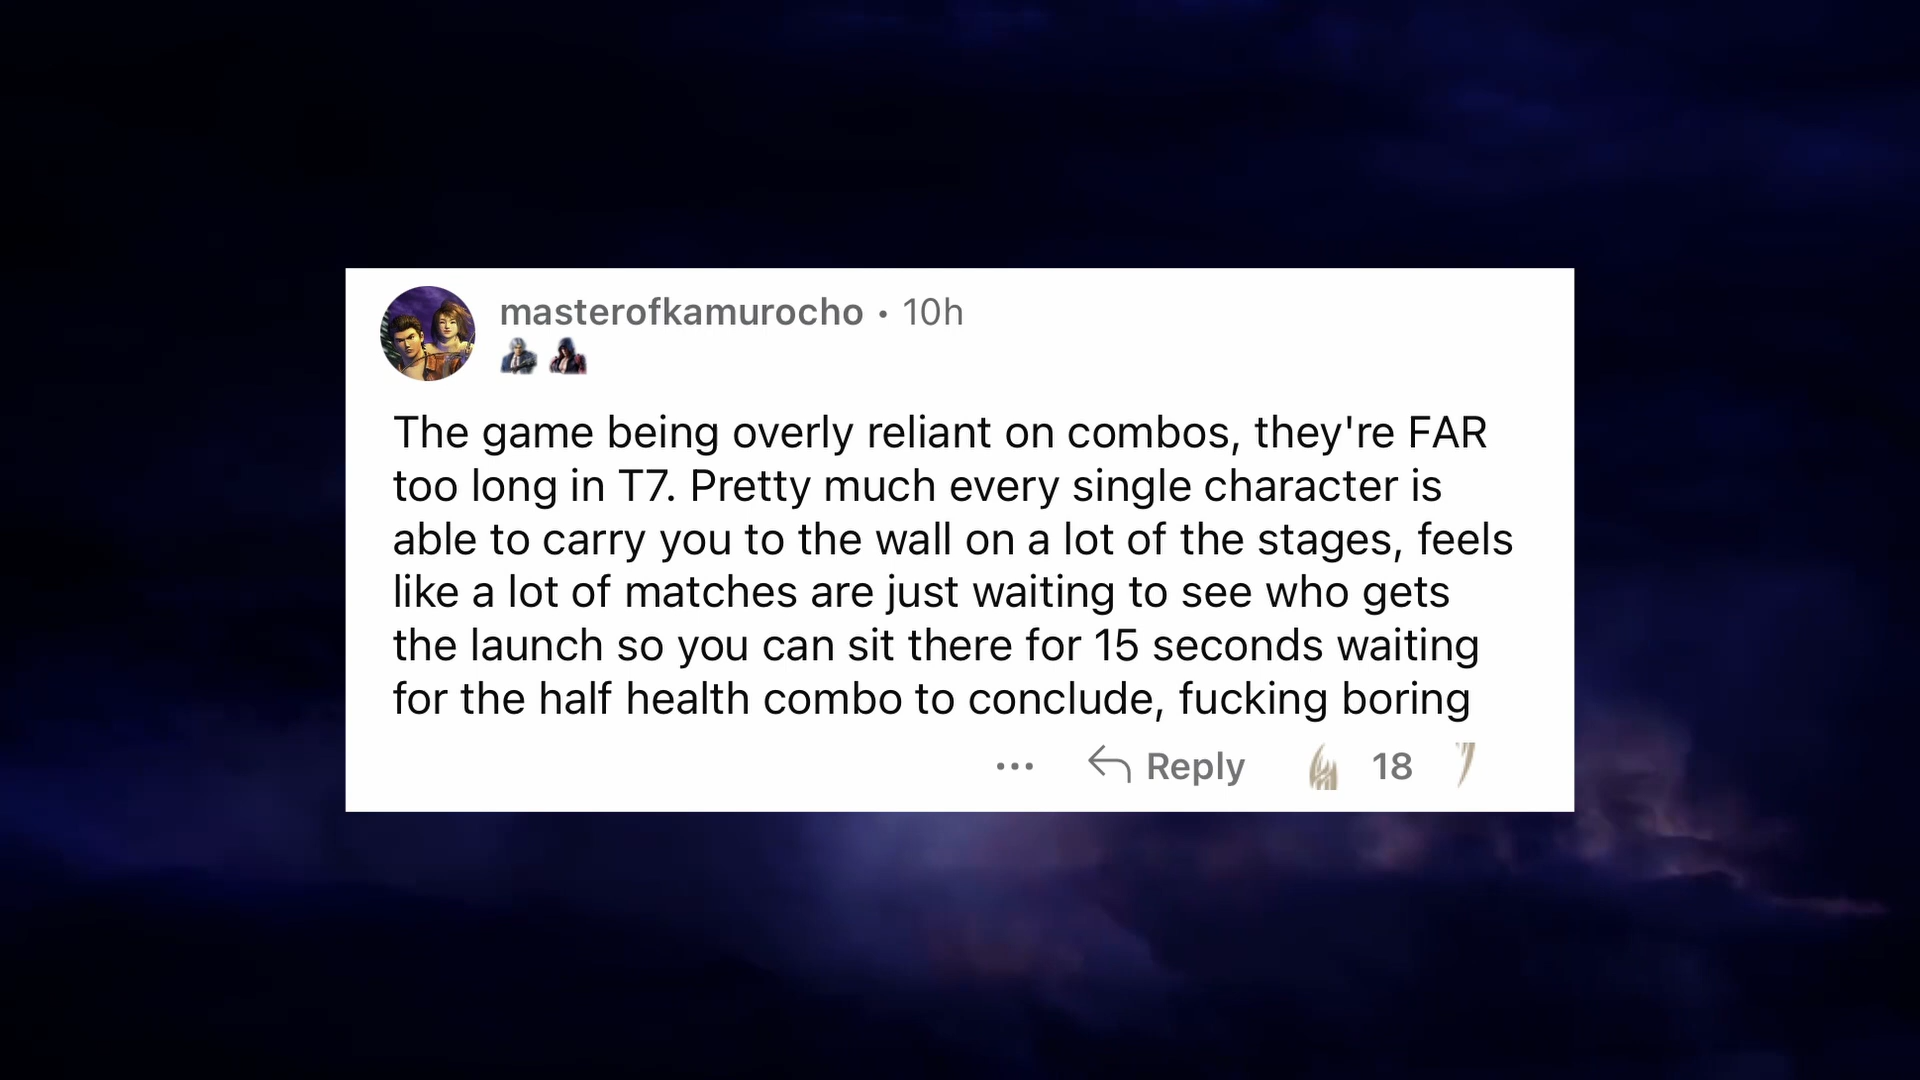 masterofkamurocho • 10h
The game being overly reliant on combos, they're FAR
too long in T7. Pretty much every single character is
able to carry you to the wall on a lot of the stages, feels
like a lot of matches are just waiting to see who gets
the launch so you can sit there for 15 seconds waiting
for the half health combo to conclude, fucking boring
... Reply 18